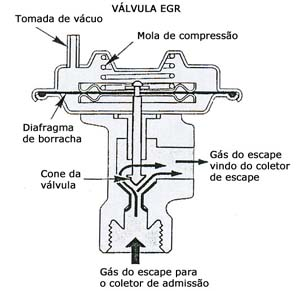 VÁLVULA EGR
Tomada de vácuo
Mola de compressão
Diafragma
de borracha
Gás do escape
vindo do coletor
de escape
Cone da
válvula
Gás do escape para
o coletor de admissão